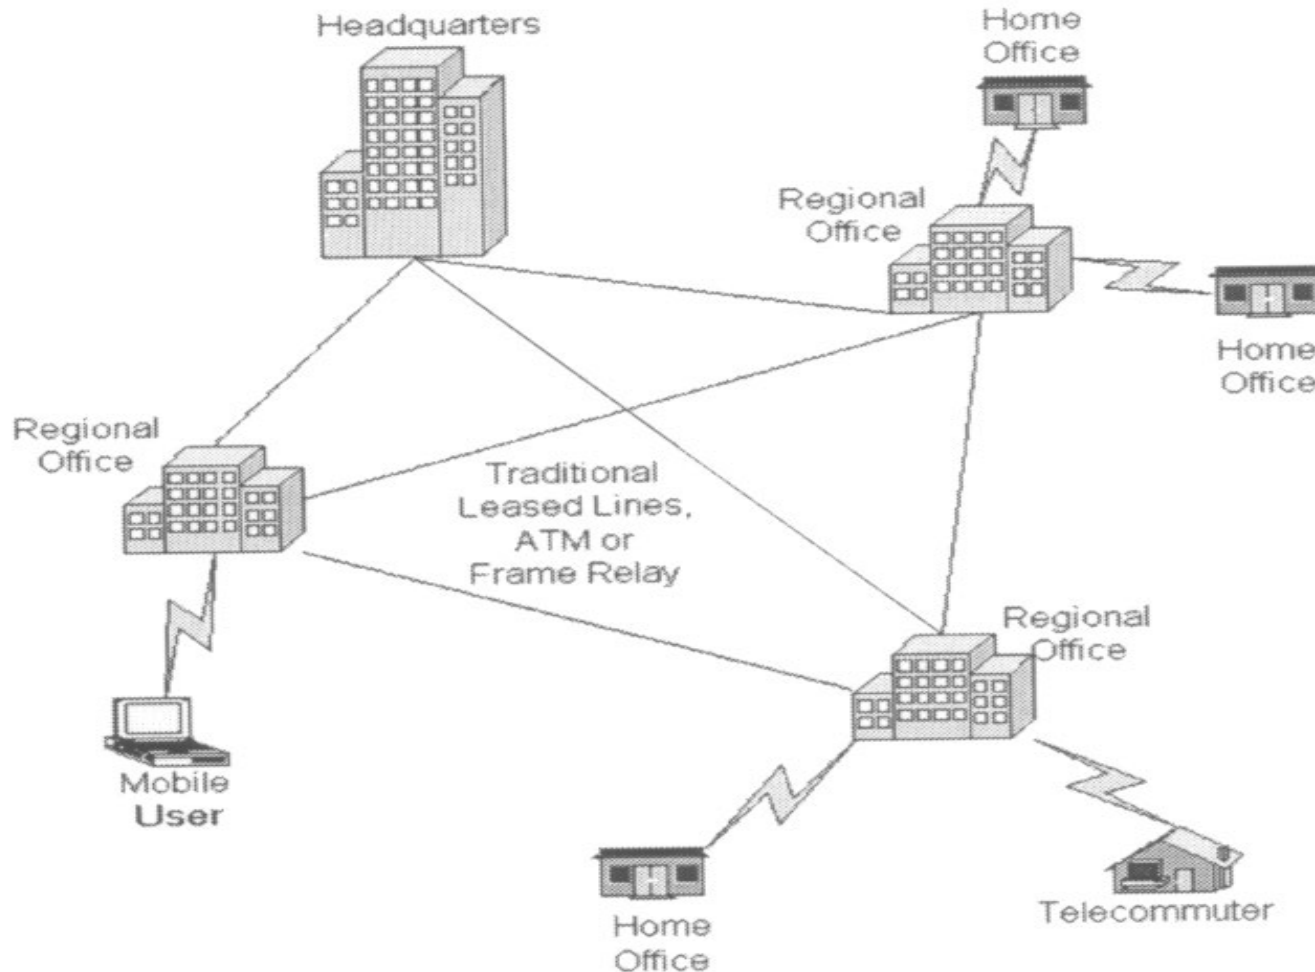 Headquarters
Home
Office
Regional
Office
Home
Office
Regional
Office
Traditional
Leased Lines,
ATM or
Frame Relay
Regional
Office
Mobile
User
Home
Office
Telecommuter